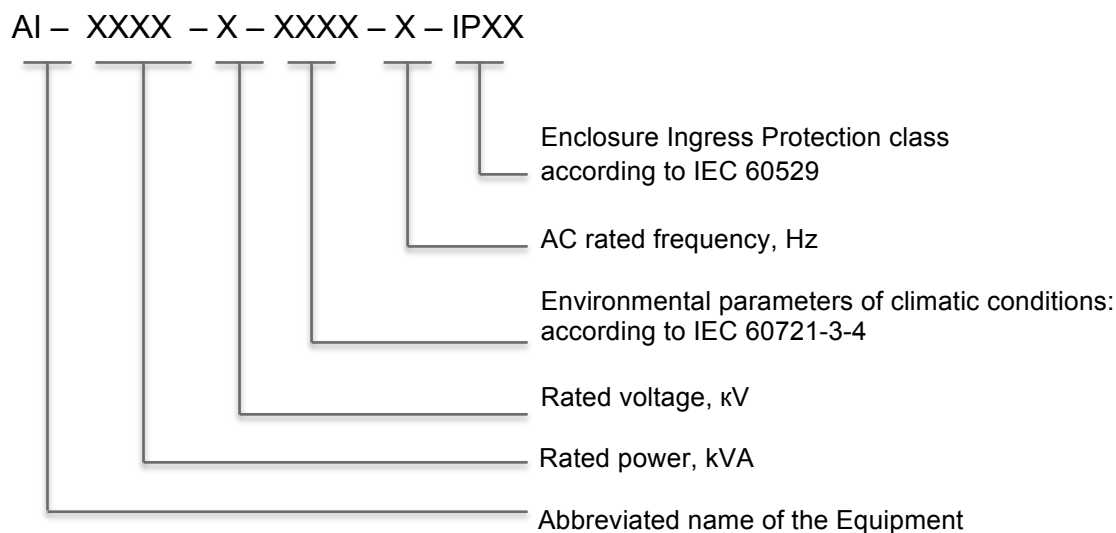 AI – XXXX – X – XXXX – X – IPXX
Enclosure Ingress Protection class
according to IEC 60529
AC rated frequency, Hz
Environmental parameters of climatic conditions:
according to IEC 60721-3-4
Rated voltage, кV
Rated power, kVA
Abbreviated name of the Equipment